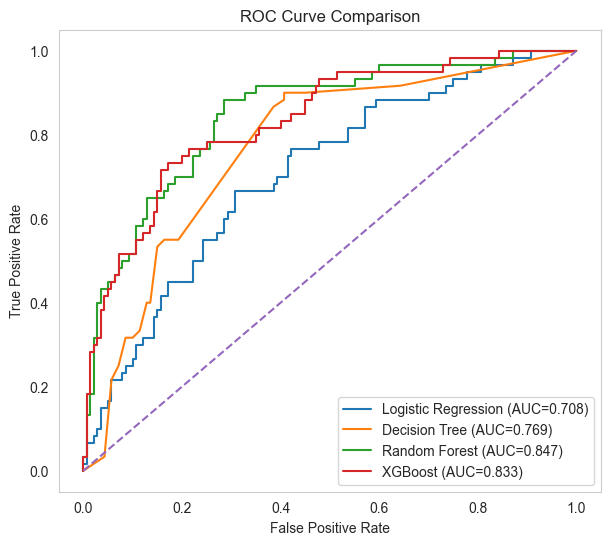 ROC Curve Comparison
True Positive Rate
1.0
0.8
0.6
0.4
0.2
0.0
Logistic Regression (AUC=0.708)
Decision Tree (AUC=0.769)
Random Forest (AUC=0.847)
XGBoost (AUC=0.833)
0.0 0.2 0.4 0.6 0.8 1.0
False Positive Rate